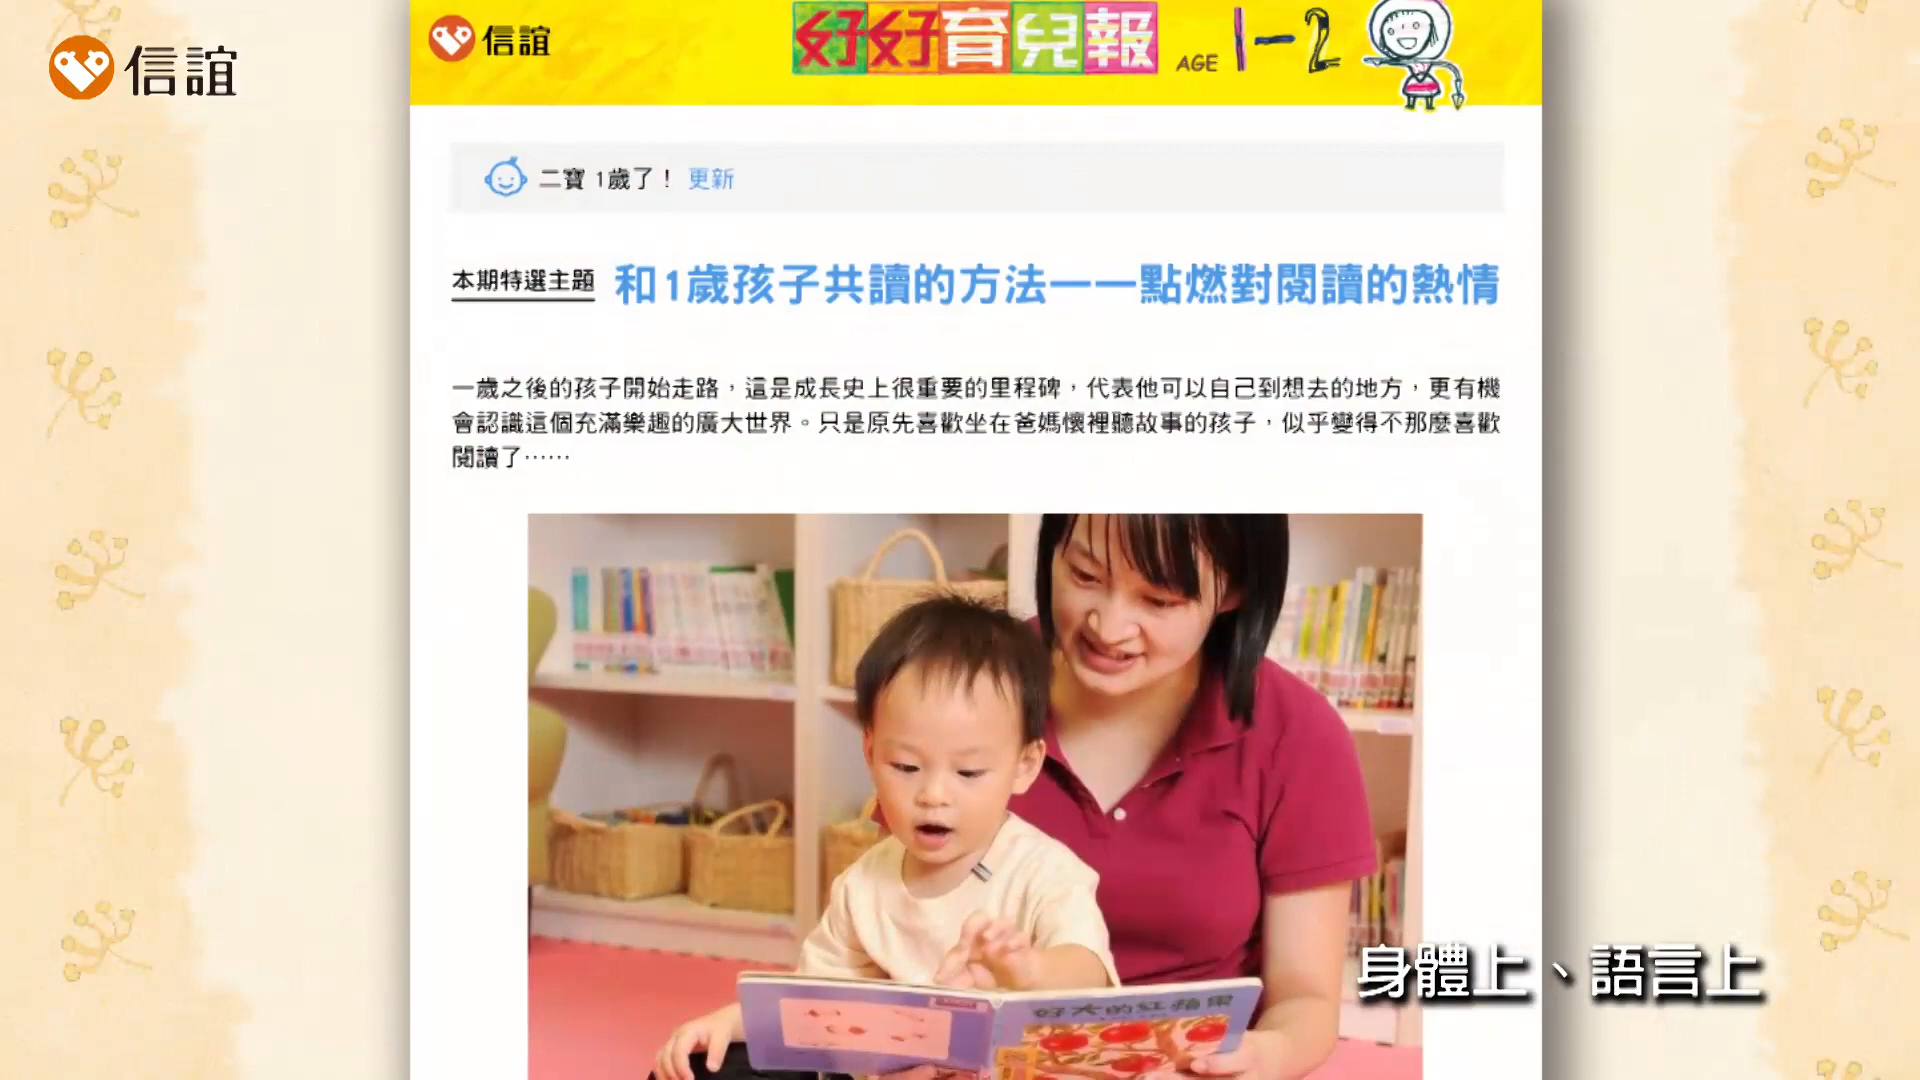 信誼
信誼
好好育兒報 AGE 1-2
二寶 1歲了！ 更新
本期特選主題 和1歲孩子共讀的方法——點燃對閱讀的熱情
一歲之後的孩子開始走路，這是成長史上很重要的里程碑，代表他可以自己到想去的地方，更有機
會認識這個充滿樂趣的廣大世界。只是原先喜歡坐在爸媽懷裡聽故事的孩子，似乎變得不那麼喜歡
閱讀了……
好大的紅蘋果
身體上、語言上